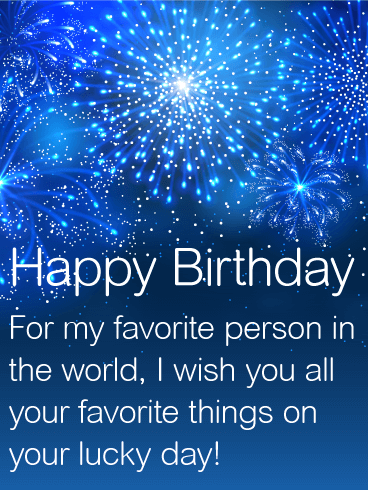 Happy Birthday
For my favorite person in
the world, I wish you all
your favorite things on
your lucky day!